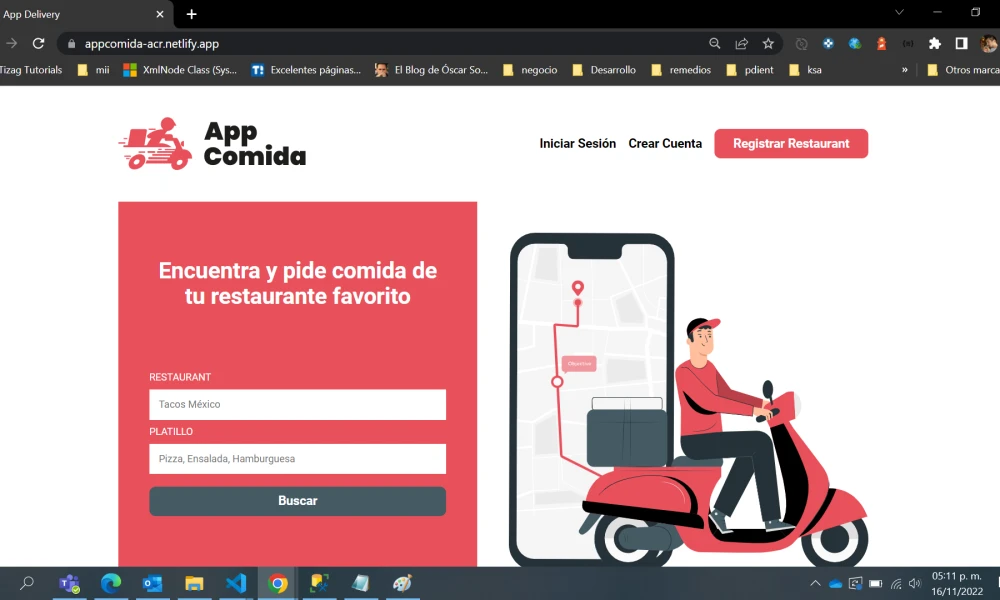 App Delivery
appcomida-acr.netlify.app
Tizag Tutorials
mii
XmlNode Class (Sys...
Excelentes páginas...
El Blog de Óscar So...
negocio
Desarrollo
remedios
pdient
ksa
»
Otros marca
App
Comida
Iniciar Sesión
Crear Cuenta
Registrar Restaurant
Encuentra y pide comida de
tu restaurante favorito
RESTAURANT
Tacos México
PLATILLO
Pizza, Ensalada, Hamburguesa
Buscar
05:11 p. m.
16/11/2022